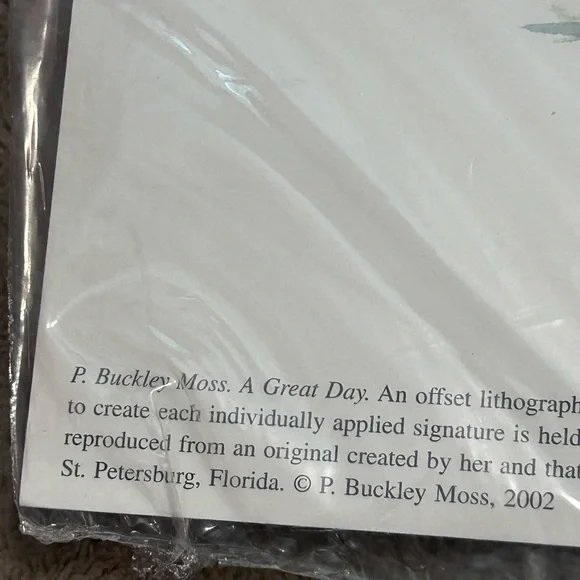 P. Buckley Moss. A Great Day. An offset lithograph
to create each individually applied signature is held
reproduced from an original created by her and that
St. Petersburg, Florida. © P. Buckley Moss, 2002